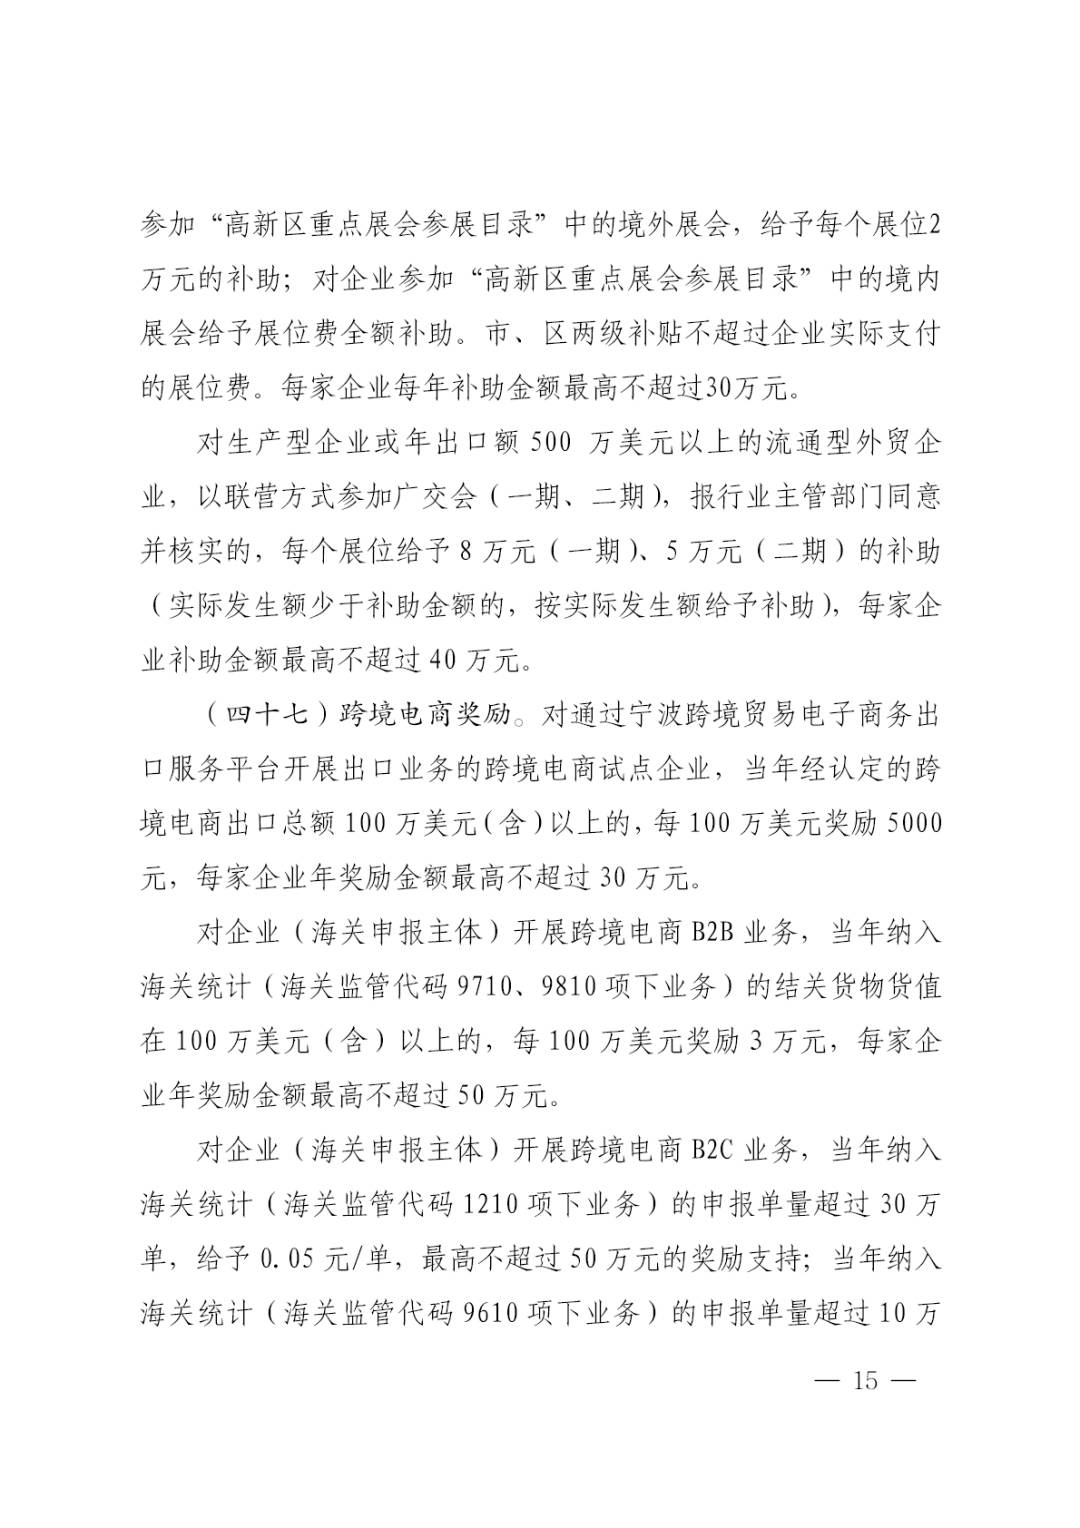 参加“高新区重点展会参展目录”中的境外展会，给予每个展位2
万元的补助；对企业参加“高新区重点展会参展目录”中的境内
展会给予展位费全额补助。市、区两级补贴不超过企业实际支付
的展位费。每家企业每年补助金额最高不超过30万元。
对生产型企业或年出口额 500 万美元以上的流通型外贸企
业，以联营方式参加广交会（一期、二期），报行业主管部门同意
并核实的，每个展位给予 8 万元（一期）、5 万元（二期）的补助
（实际发生额少于补助金额的，按实际发生额给予补助），每家企
业补助金额最高不超过 40 万元。
（四十七）跨境电商奖励。对通过宁波跨境贸易电子商务出
口服务平台开展出口业务的跨境电商试点企业，当年经认定的跨
境电商出口总额 100 万美元（含）以上的，每 100 万美元奖励 5000
元，每家企业年奖励金额最高不超过 30 万元。
对企业（海关申报主体）开展跨境电商 B2B 业务，当年纳入
海关统计（海关监管代码 9710、9810 项下业务）的结关货物货值
在 100 万美元（含）以上的，每 100 万美元奖励 3 万元，每家企
业年奖励金额最高不超过 50 万元。
对企业（海关申报主体）开展跨境电商 B2C 业务，当年纳入
海关统计（海关监管代码 1210 项下业务）的申报单量超过 30 万
单，给予 0.05 元/单，最高不超过 50 万元的奖励支持；当年纳入
海关统计（海关监管代码 9610 项下业务）的申报单量超过 10 万
— 15 —